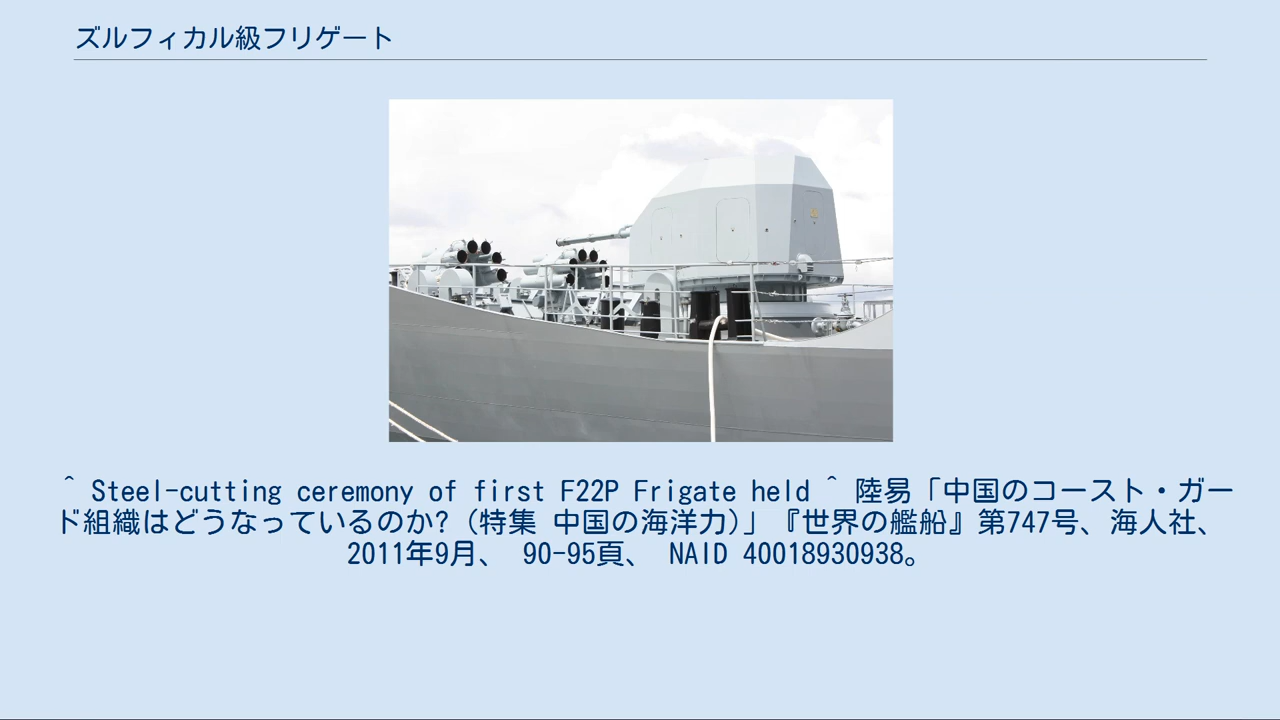 ズルフィカル級フリゲート
^ Steel-cutting ceremony of first F22P Frigate held ^ 陸易「中国のコースト・ガー
ド組織はどうなっているのか? (特集 中国の海洋力)」『世界の艦船』第747号、海人社、
2011年9月、 90-95頁、 NAID 40018930938。